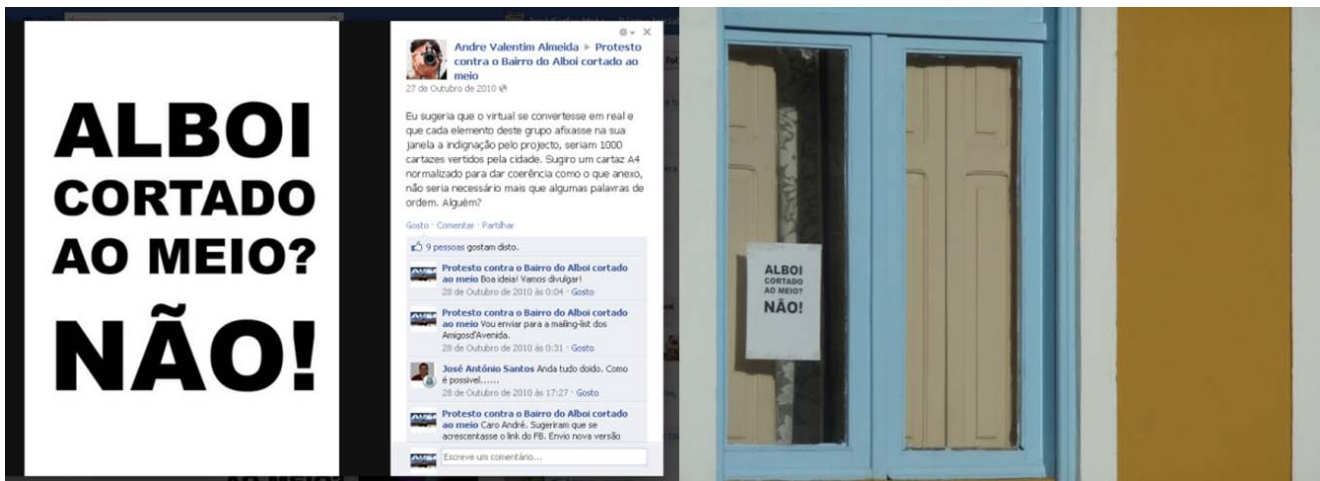 ALBOI
CORTADO
AO MEIO?
NÃO!
Andre Valentim Almeida ▸ Protesto
contra o Bairro do Alboi cortado ao
meio
27 de Outubro de 2010
Eu sugeria que o virtual se convertesse em real e
que cada elemento deste grupo afixasse na sua
janela a indignação pelo projecto, seriam 1000
cartazes vertidos pela cidade. Sugiro um cartaz A4
normalizado para dar coerência como o que anexo,
não seria necessário mais que algumas palavras de
ordem. Alguém?
Gosto · Comentar · Partilhar
9 pessoas gostam disto.
Protesto contra o Bairro do Alboi cortado
ao meio Boa ideia! Vamos divulgar!
28 de Outubro de 2010 às 0:04 · Gosto
Protesto contra o Bairro do Alboi cortado
ao meio Vou enviar para a mailing-list dos
Amigosd'Avenida.
28 de Outubro de 2010 às 0:31 · Gosto
José António Santos Anda tudo doido. Como
é possivel......
28 de Outubro de 2010 às 17:27 · Gosto
Protesto contra o Bairro do Alboi cortado
ao meio Caro André. Sugeriram que se
acrescentasse o link do FB. Envio nova versão
Escreve um comentário...
AO MEIO?
ALBOI
CORTADO
AO MEIO?
NÃO!